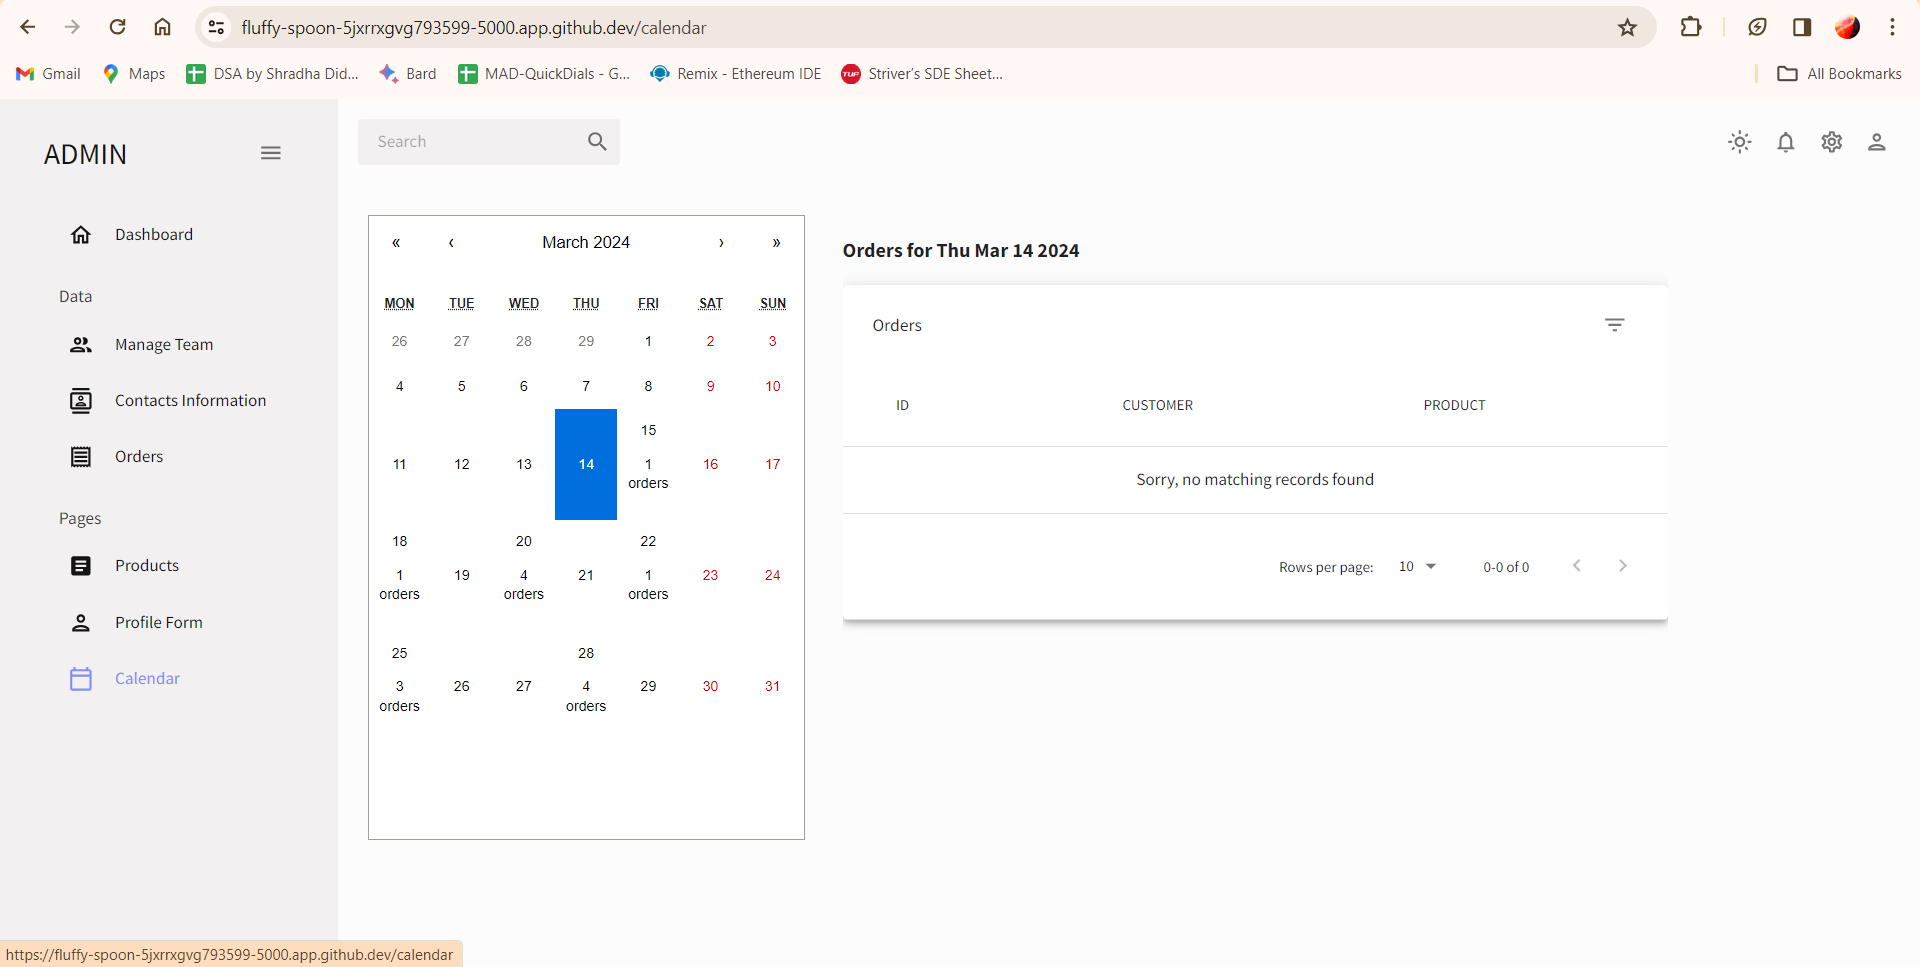 fluffy-spoon-5jxrrxgvg793599-5000.app.github.dev/calendar
Gmail Maps DSA by Shradha Did... Bard MAD-QuickDials - G... Remix - Ethereum IDE TUF Striver's SDE Sheet... All Bookmarks
ADMIN
Dashboard
Data
Manage Team
Contacts Information
Orders
Pages
Products
Profile Form
Calendar
Search
« ‹ March 2024 › »
MON TUE WED THU FRI SAT SUN
26 27 28 29 1 2 3
4 5 6 7 8 9 10
15
11 12 13 14 1 16 17
orders
18 20 22
1 19 4 21 1 23 24
orders orders orders
25 28
3 26 27 4 29 30 31
orders orders
Orders for Thu Mar 14 2024
Orders
ID CUSTOMER PRODUCT
Sorry, no matching records found
Rows per page: 10 0-0 of 0
https://fluffy-spoon-5jxrrxgvg793599-5000.app.github.dev/calendar